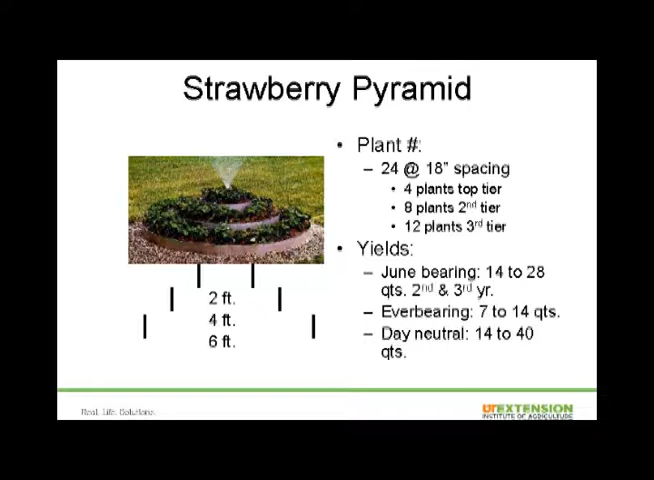 Strawberry Pyramid
• Plant #:
– 24 @ 18" spacing
• 4 plants top tier
• 8 plants 2nd tier
• 12 plants 3rd tier
• Yields:
– June bearing: 14 to 28
qts. 2nd & 3rd yr.
– Everbearing: 7 to 14 qts.
– Day neutral: 14 to 40
qts.
2 ft.
4 ft.
6 ft.
Real. Life. Solutions.
UTEXTENSION
INSTITUTE OF AGRICULTURE